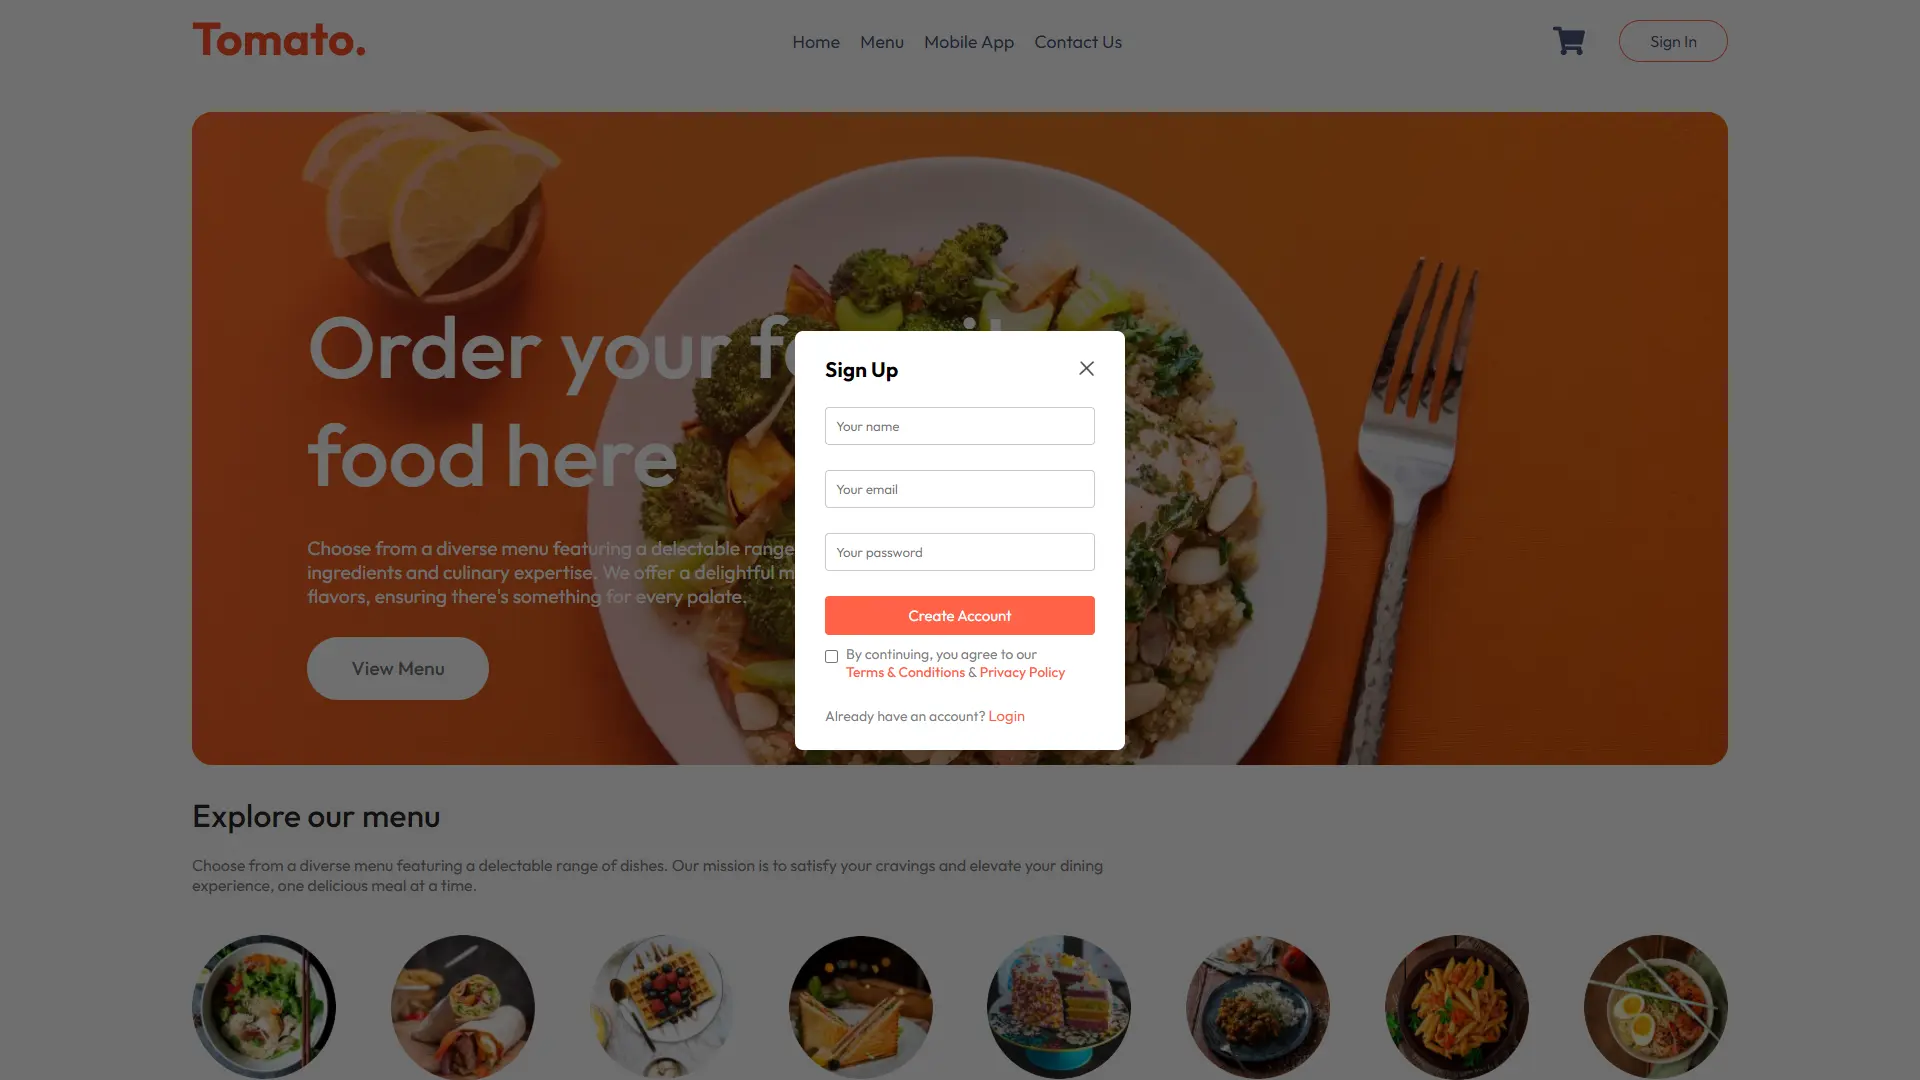 Tomato.
Home
Menu
Mobile App
Contact Us
Sign In
Order your
food here
Choose from a diverse menu featuring a delectable range
ingredients and culinary expertise. We offer a delightful
flavors, ensuring there's something for every palate.
View Menu
Sign Up
Your name
Your email
Your password
Create Account
By continuing, you agree to our
Terms & Conditions & Privacy Policy
Already have an account? Login
Explore our menu
Choose from a diverse menu featuring a delectable range of dishes. Our mission is to satisfy your cravings and elevate your dining
experience, one delicious meal at a time.